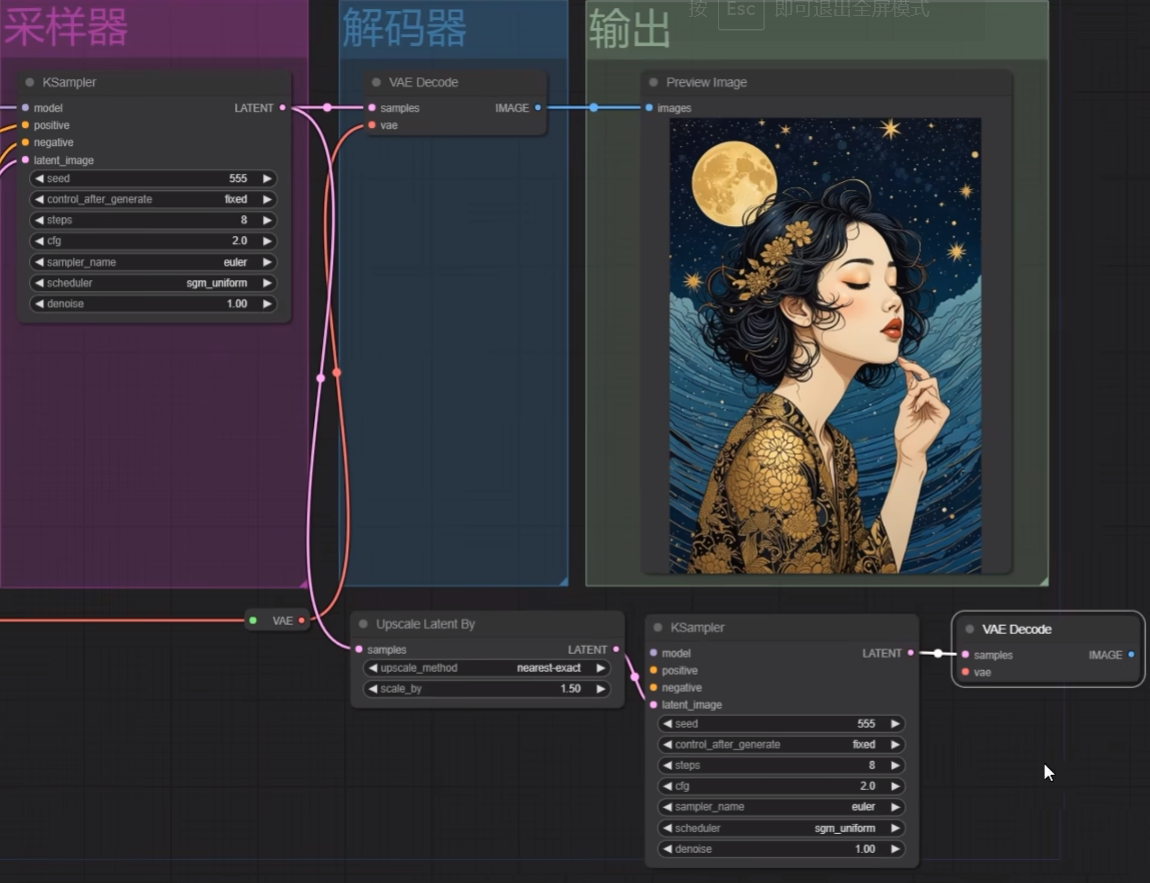 采样器
解码器
输出
按 Esc 即可退出全屏模式
KSampler
model
LATENT
positive
negative
latent_image
seed 555
control_after_generate fixed
steps 8
cfg 2.0
sampler_name euler
scheduler sgm_uniform
denoise 1.00
VAE Decode
samples
IMAGE
vae
Preview Image
images
VAE
Upscale Latent By
samples
LATENT
upscale_method nearest-exact
scale_by 1.50
KSampler
model
LATENT
positive
negative
latent_image
seed 555
control_after_generate fixed
steps 8
cfg 2.0
sampler_name euler
scheduler sgm_uniform
denoise 1.00
VAE Decode
samples
IMAGE
vae